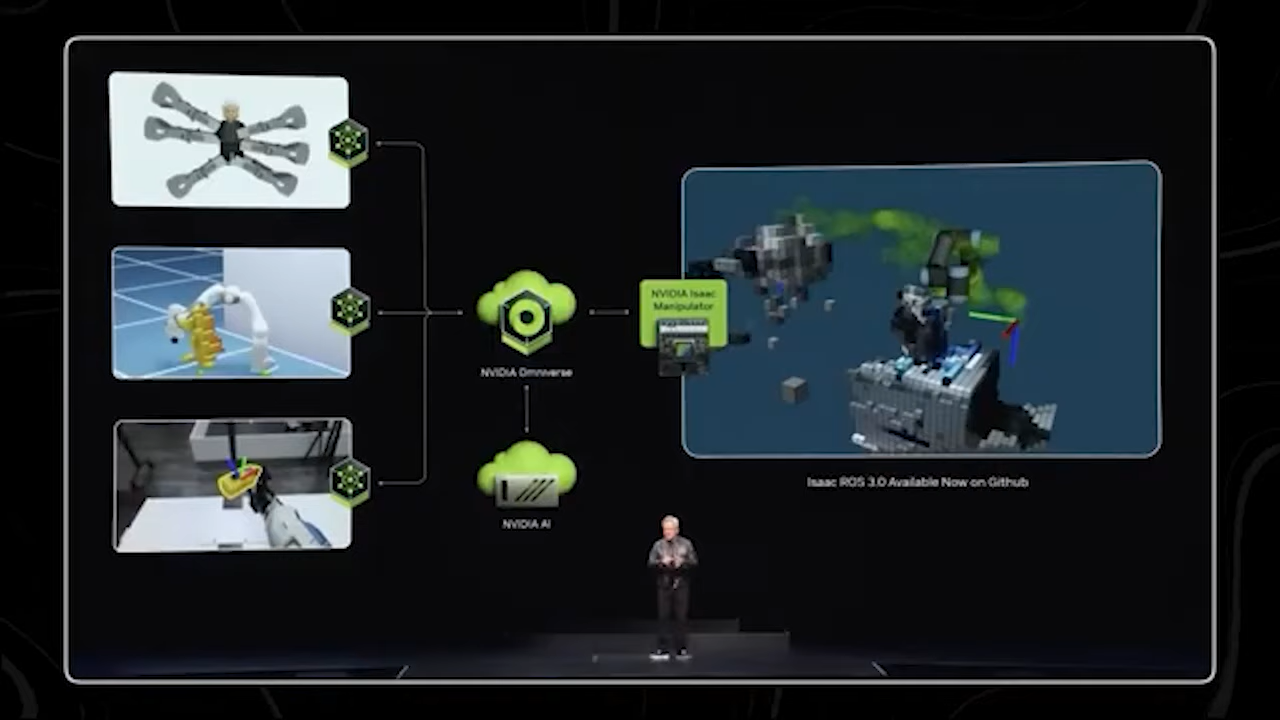 NVIDIA Isaac
Manipulator
NVIDIA Omniverse
Isaac ROS 3.0 Available Now on Github
NVIDIA AI